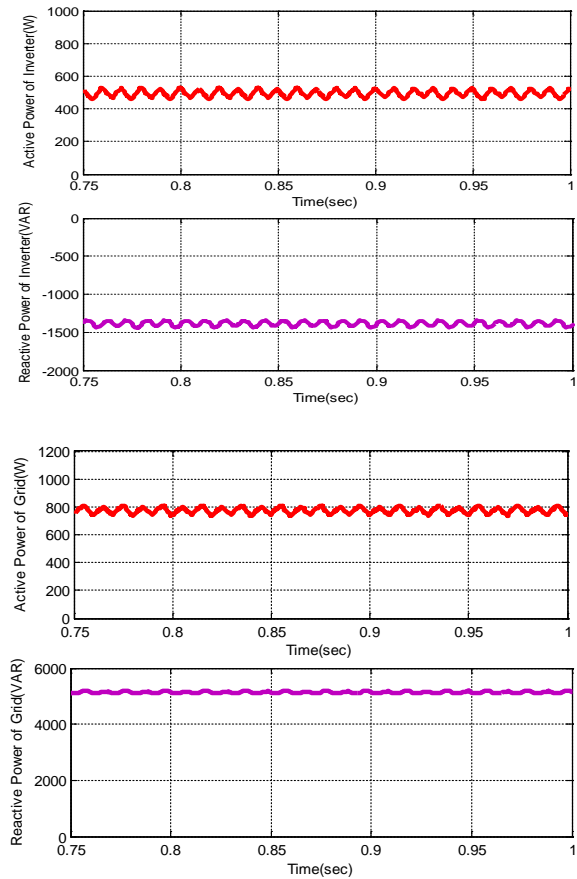 Active Power of Inverter(W)
1000
800
600
400
200
0
0.75 0.8 0.85 0.9 0.95 1
Time(sec)
Reactive Power of Inverter(VAR)
0
-500
-1000
-1500
-2000
0.75 0.8 0.85 0.9 0.95 1
Time(sec)
Active Power of Grid(W)
1200
1000
800
600
400
200
0
0.75 0.8 0.85 0.9 0.95 1
Time(sec)
Reactive Power of Grid(VAR)
6000
4000
2000
0
0.75 0.8 0.85 0.9 0.95 1
Time(sec)